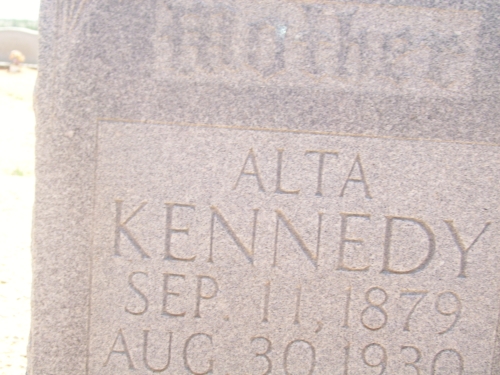 Mother
ALTA
KENNEDY
SEP. 11, 1879
AUG 30, 1930